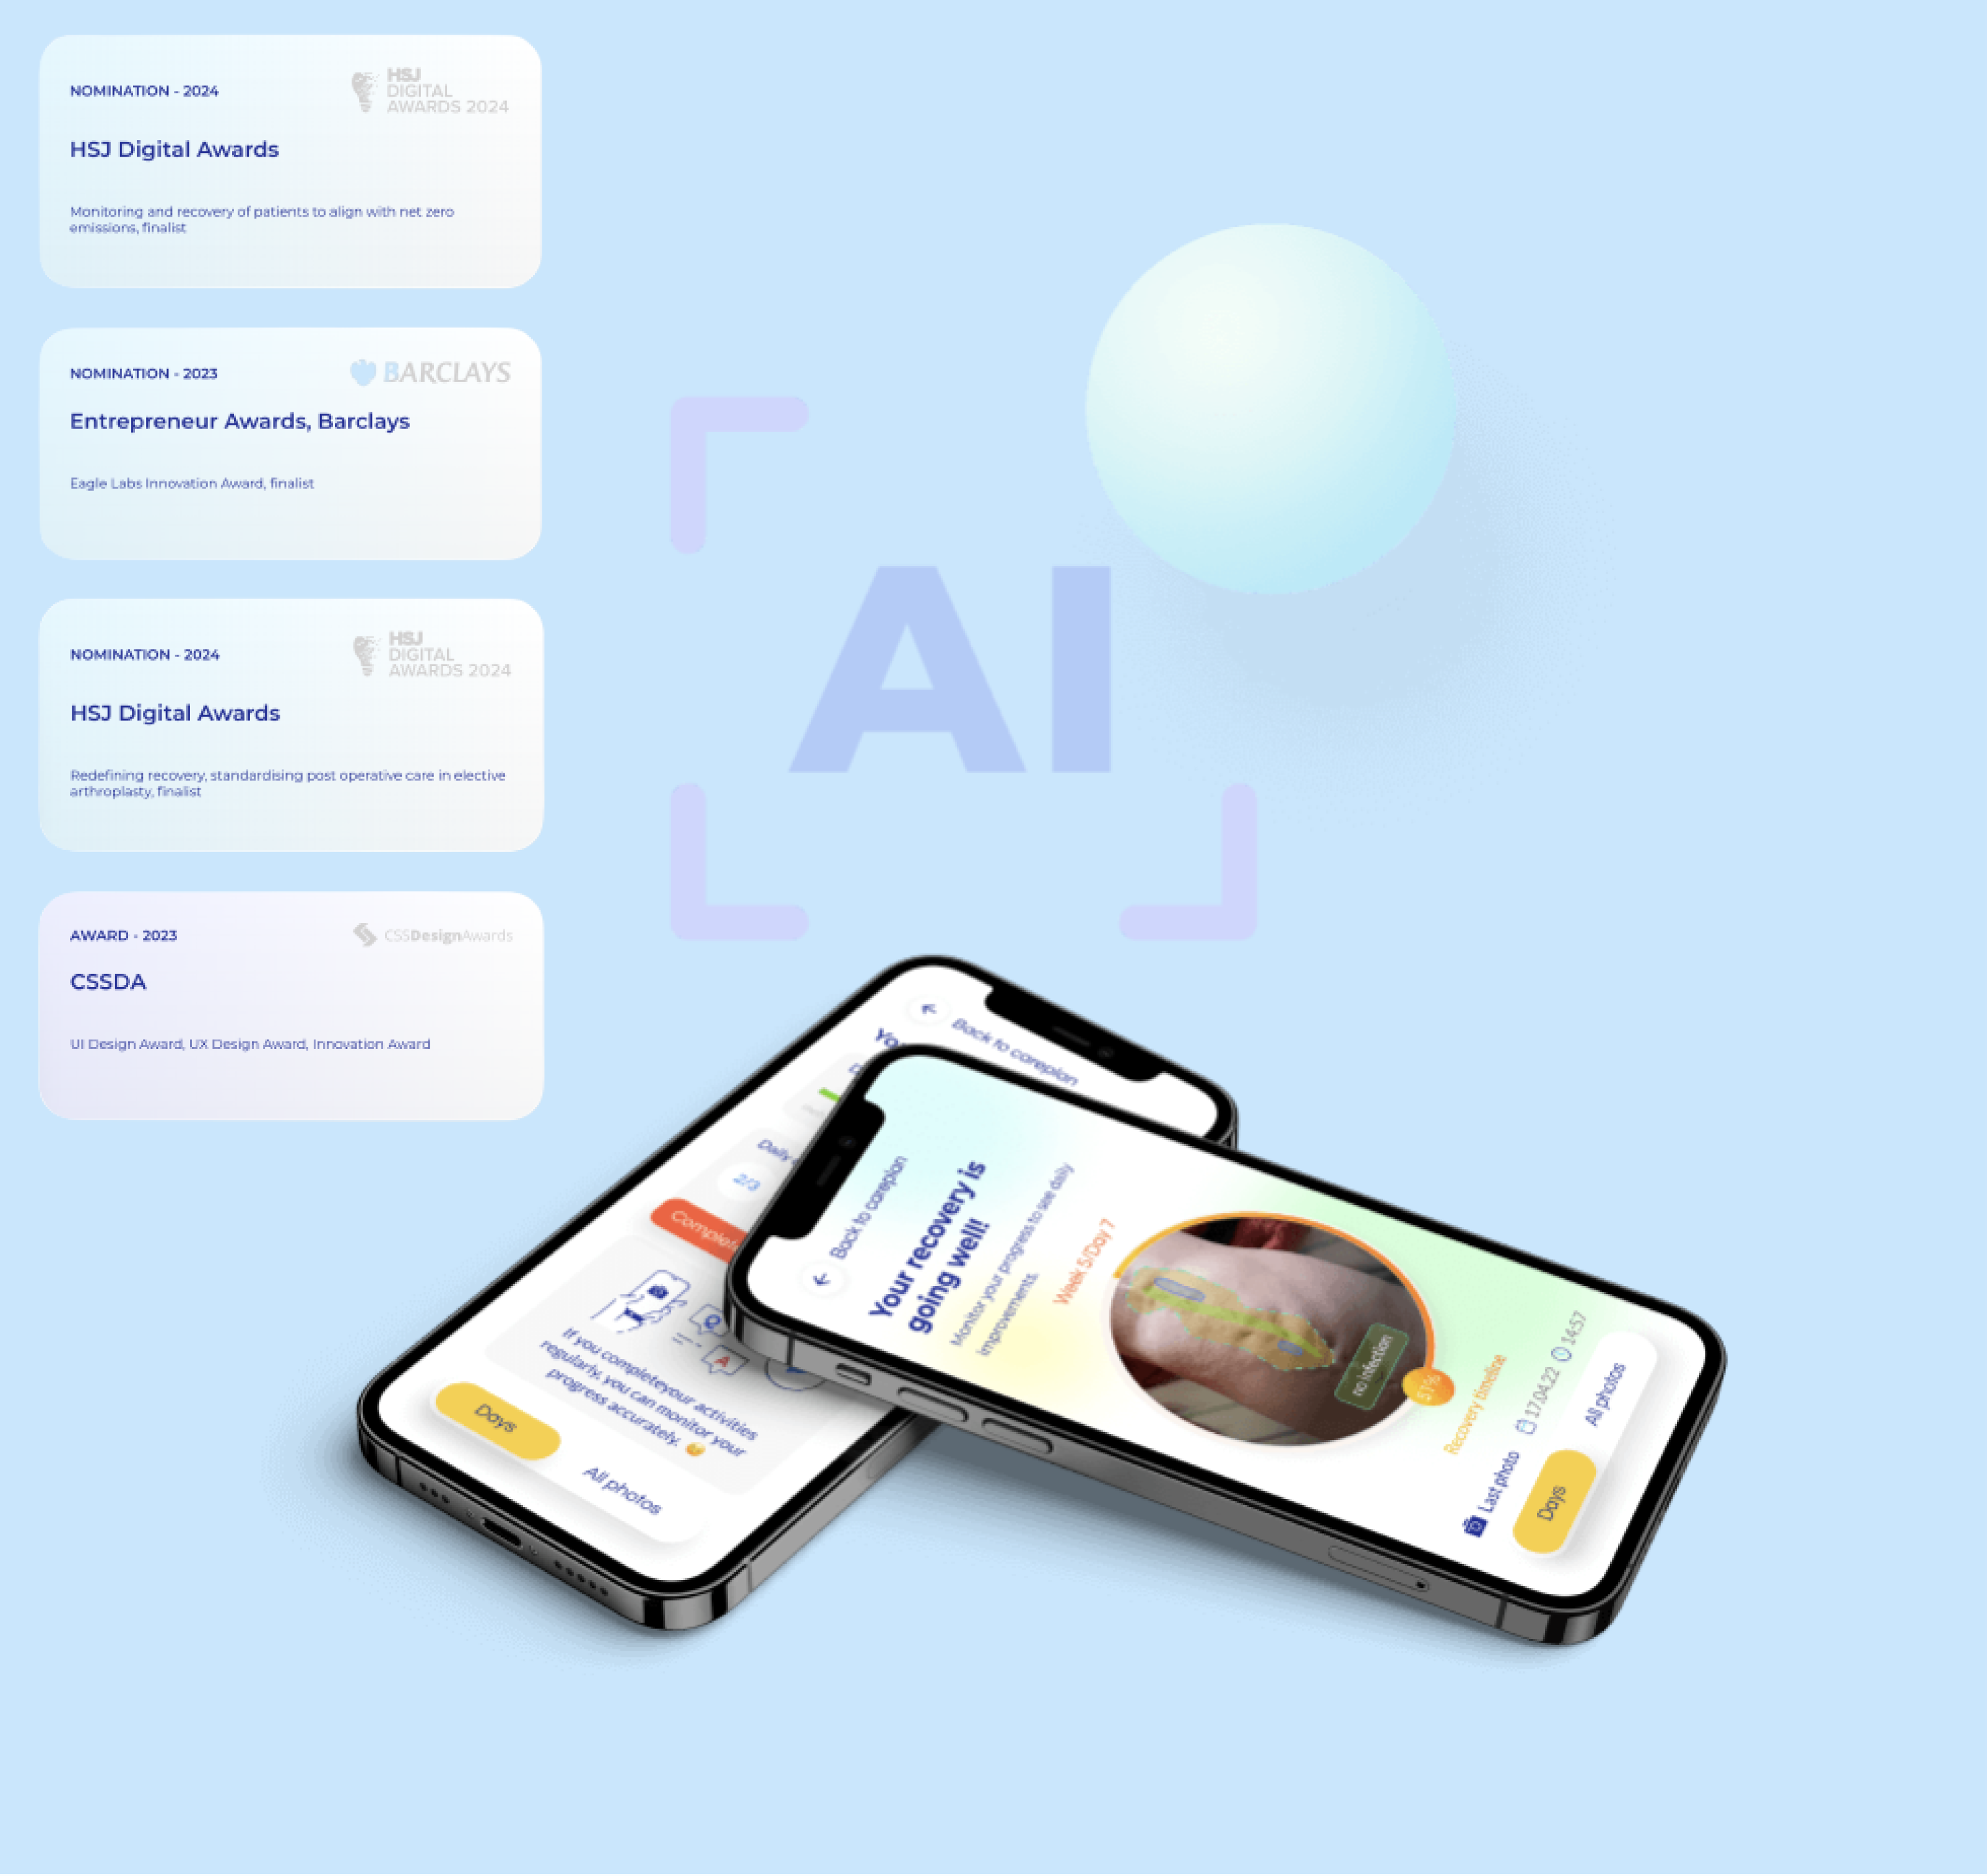 NOMINATION - 2024
HSJ
DIGITAL
AWARDS 2024
HSJ Digital Awards
Monitoring and recovery of patients to align with net zero
emissions, finalist
NOMINATION - 2023
BARCLAYS
Entrepreneur Awards, Barclays
Eagle Labs Innovation Award, finalist
NOMINATION - 2024
HSJ
DIGITAL
AWARDS 2024
HSJ Digital Awards
Redefining recovery, standardising post operative care in elective
arthroplasty, finalist
AWARD - 2023
CSSDesignAwards
CSSDA
UI Design Award, UX Design Award, Innovation Award
AI
Back to careplan
Daily
2/3
If you completeyour activities
regularly, you can monitor your
progress accurately.
Days
All photos
Back to careplan
Your recovery is
going well!
Monitor your progress to see daily
improvements.
Week 5/Day 7
no infection
51%
Recovery timeline
Last photo 17.04.22 14:57
Days
All photos